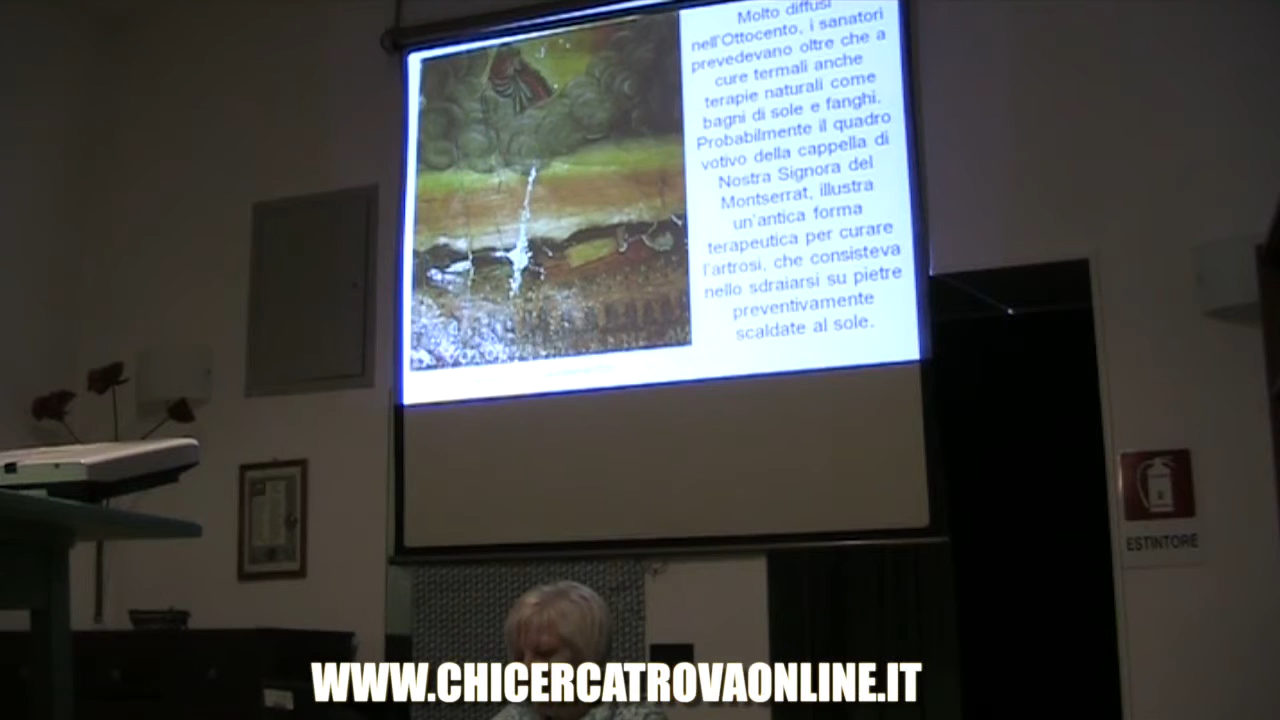 Molto diffusi
nell'Ottocento, i sanatori
prevedevano oltre che a
cure termali anche
terapie naturali come
bagni di sole e fanghi.
Probabilmente il quadro
votivo della cappella di
Nostra Signora del
Montserrat, illustra
un'antica forma
terapeutica per curare
l'artrosi, che consisteva
nello sdraiarsi su pietre
preventivamente
scaldate al sole.
ESTINTORE
WWW.CHICERCATROVAONLINE.IT